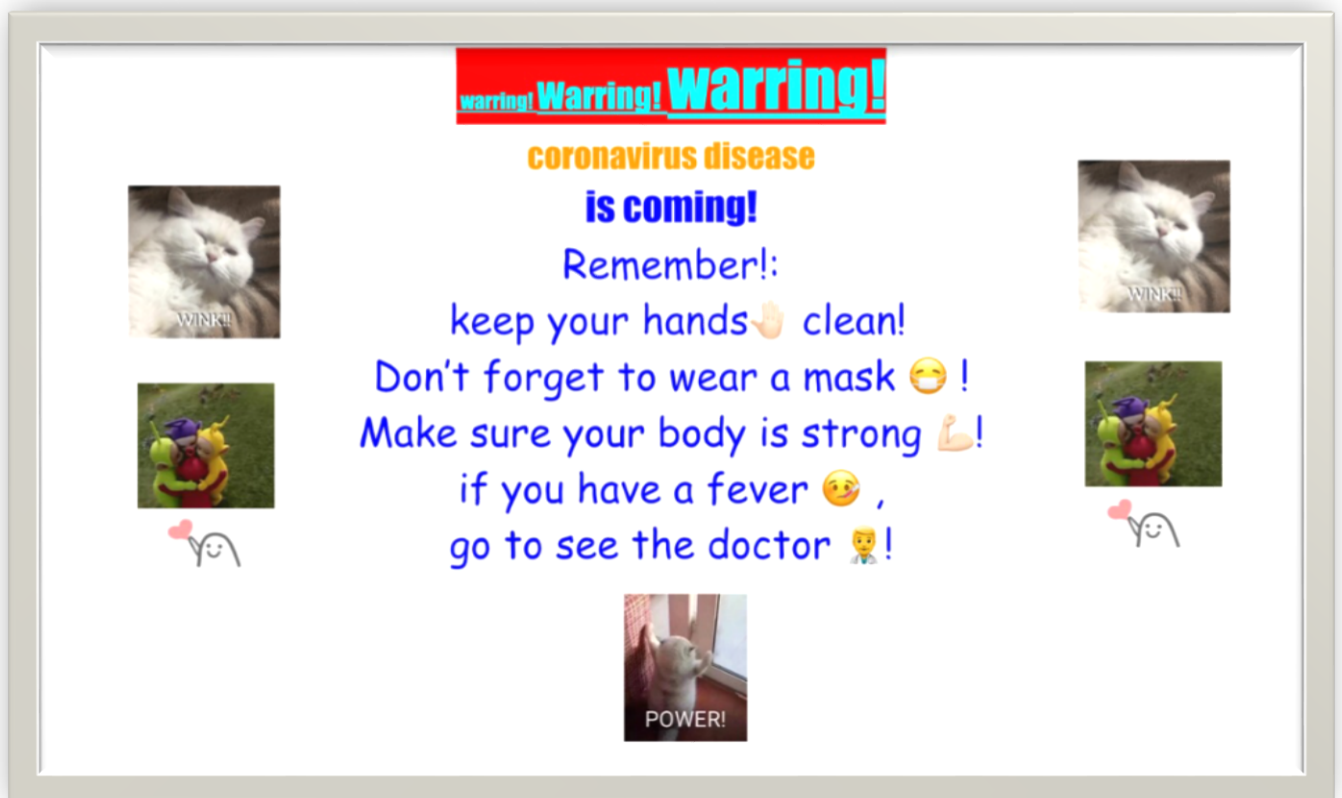 warring! Warring! warring!
coronavirus disease
is coming!
Remember!:
keep your hands🤚🏻 clean!
Don't forget to wear a mask 😷 !
Make sure your body is strong 💪🏻!
if you have a fever 🤒 ,
go to see the doctor 👨‍⚕️!
WINK!!
WINK!!
POWER!